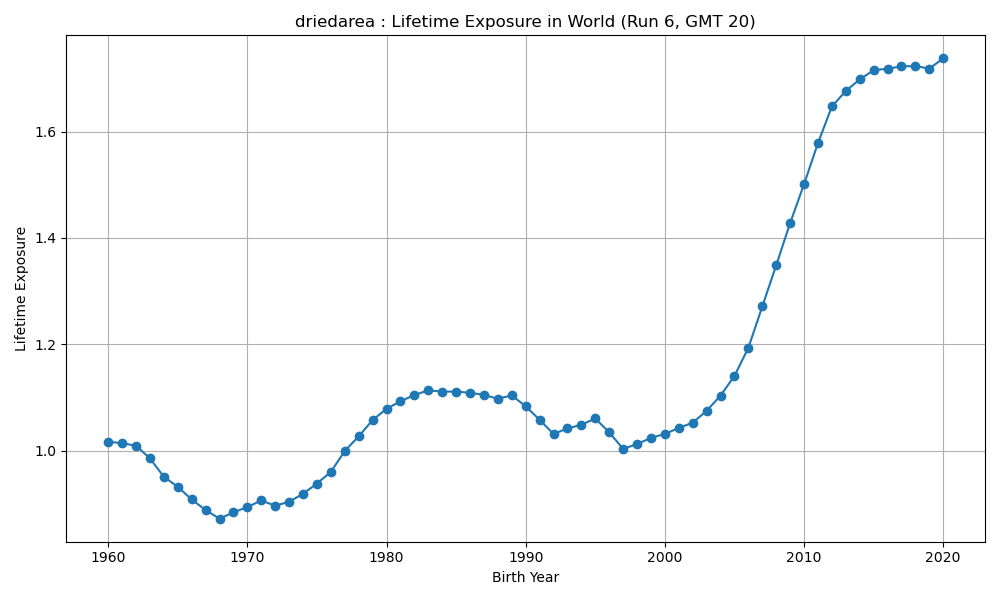 driedarea : Lifetime Exposure in World (Run 6, GMT 20)
Lifetime Exposure
1.6
1.4
1.2
1.0
1960 1970 1980 1990 2000 2010 2020
Birth Year